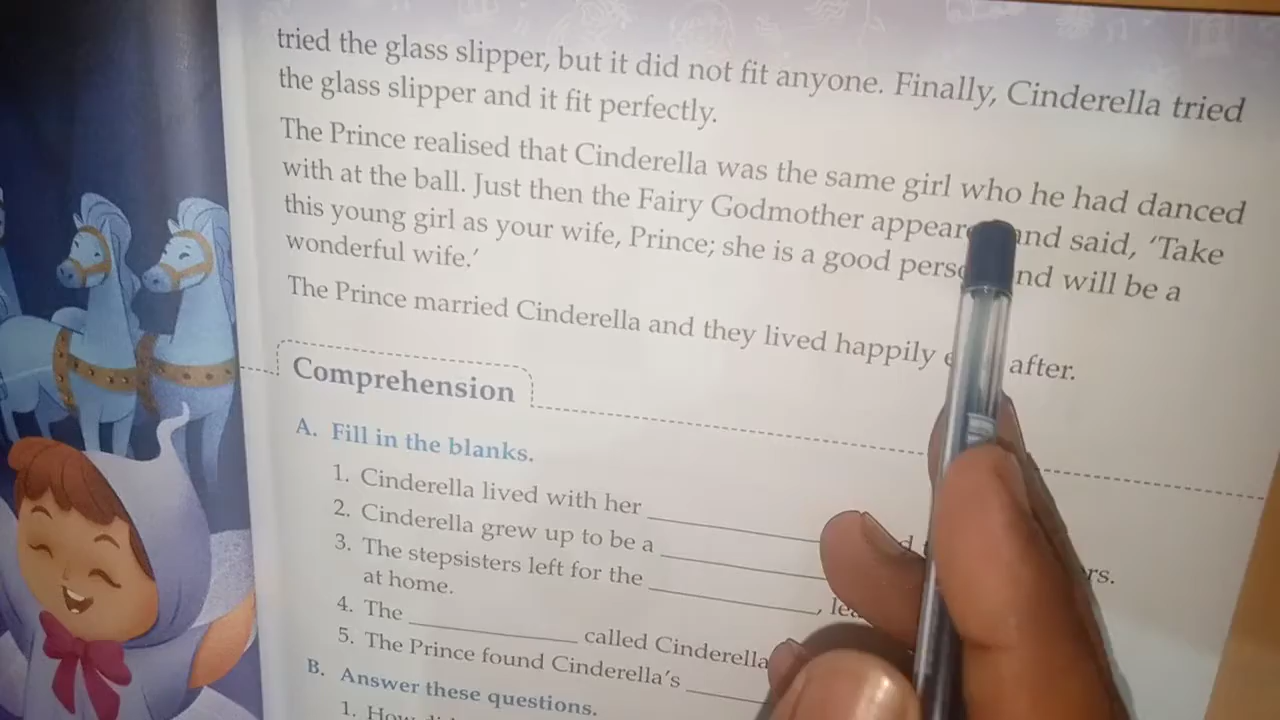 tried the glass slipper, but it did not fit anyone. Finally, Cinderella tried
the glass slipper and it fit perfectly.
The Prince realised that Cinderella was the same girl who he had danced
with at the ball. Just then the Fairy Godmother and said, ‘Take
this young girl as your wife, Prince; she is a good will be a
wonderful wife.’
The Prince married Cinderella and they lived happily after.
Comprehension
A. Fill in the blanks.
1. Cinderella lived with her
2. Cinderella grew up to be a
3. The stepsisters left for the
at home.
4. The ____________ called Cinderella
5. The Prince found Cinderella’s
B. Answer these questions.
1.